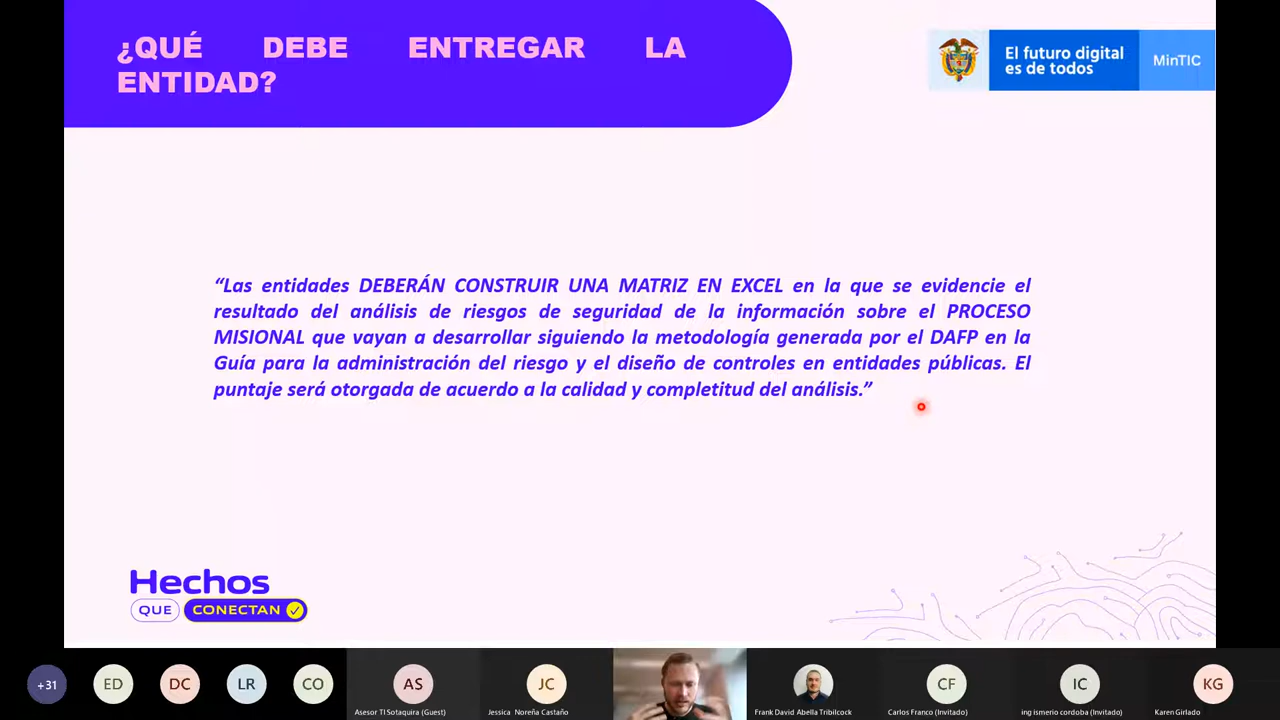 ¿QUÉ DEBE ENTREGAR LA
ENTIDAD?
El futuro digital
es de todos
MinTIC
“Las entidades DEBERÁN CONSTRUIR UNA MATRIZ EN EXCEL en la que se evidencie el
resultado del análisis de riesgos de seguridad de la información sobre el PROCESO
MISIONAL que vayan a desarrollar siguiendo la metodología generada por el DAFP en la
Guía para la administración del riesgo y el diseño de controles en entidades públicas. El
puntaje será otorgada de acuerdo a la calidad y completitud del análisis.”
Hechos
QUE CONECTAN
+31 ED DC LR CO AS JC CF IC KG
Asesor TI Sotaquira (Guest) Jessica Noreña Castaño Frank David Abella Tribilcock Carlos Franco (Invitado) ing ismerio cordoba (Invitado) Karen Girlado